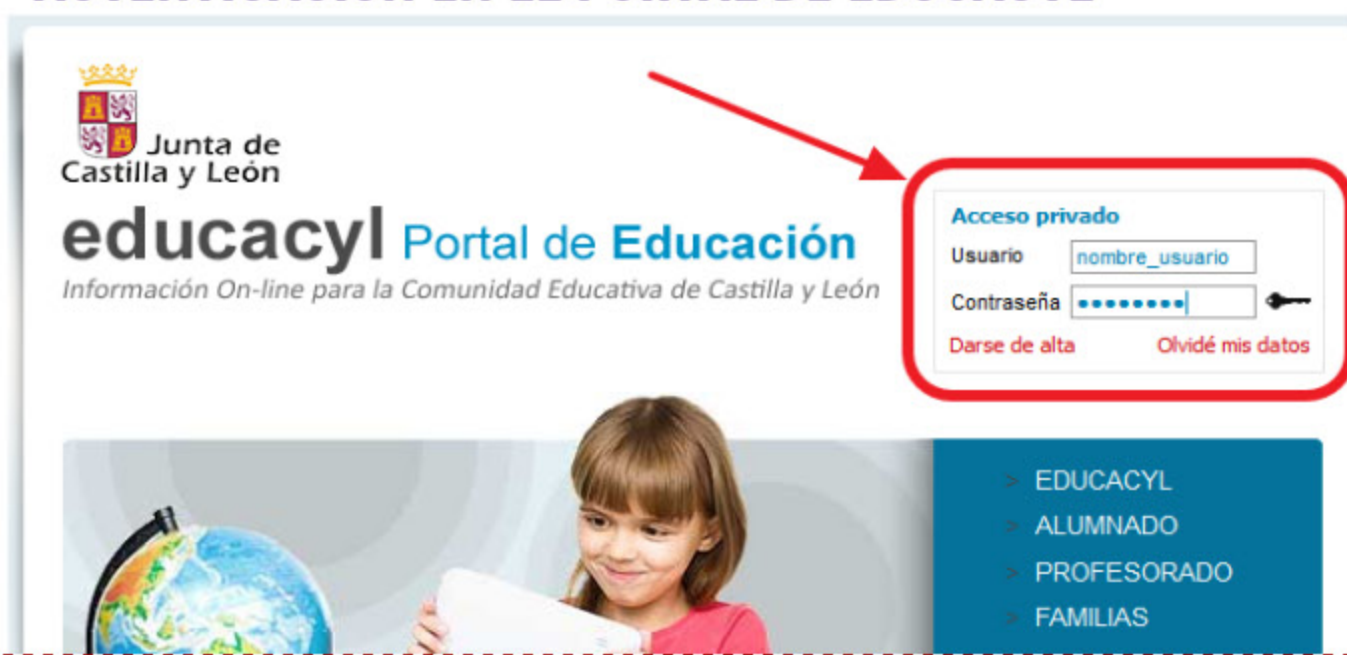 Junta de
Castilla y León
educacyl Portal de Educación
Información On-line para la Comunidad Educativa de Castilla y León
Acceso privado
Usuario nombre_usuario
Contraseña ••••••••
Darse de alta Olvidé mis datos
> EDUCACYL
> ALUMNADO
> PROFESORADO
> FAMILIAS